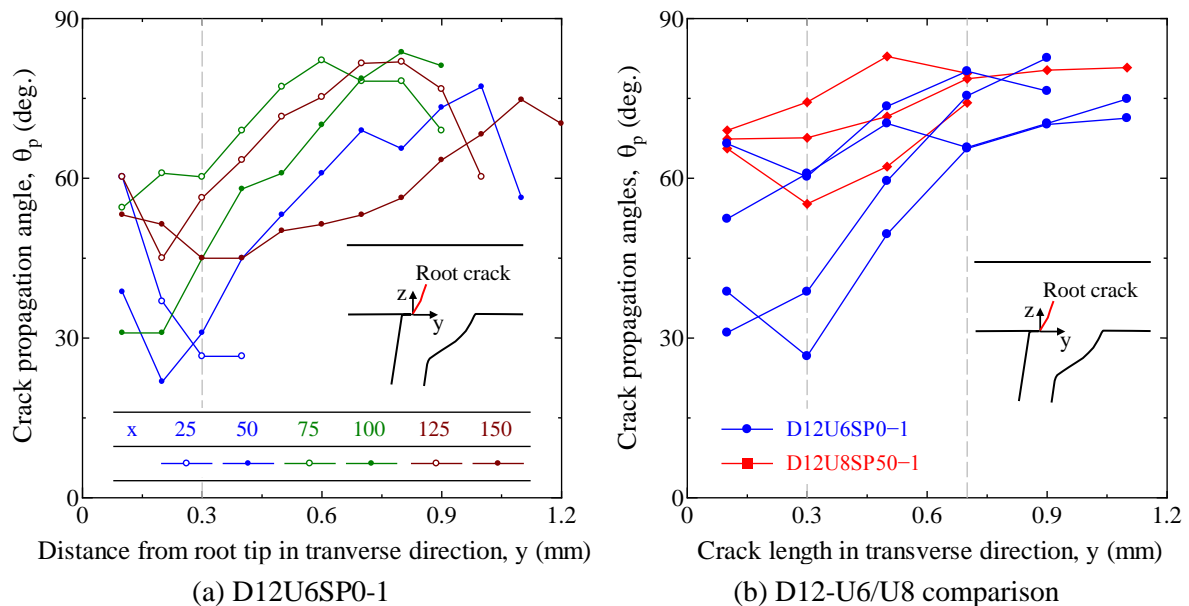 90
60
30
0
Crack propagation angle, θp (deg.)
Root crack
z
y
x 25 50 75 100 125 150
0 0.3 0.6 0.9 1.2
Distance from root tip in tranverse direction, y (mm)
(a) D12U6SP0-1
90
60
30
0
Crack propagation angles, θp (deg.)
Root crack
z
y
D12U6SP0−1
D12U8SP50−1
0 0.3 0.6 0.9 1.2
Crack length in transverse direction, y (mm)
(b) D12-U6/U8 comparison